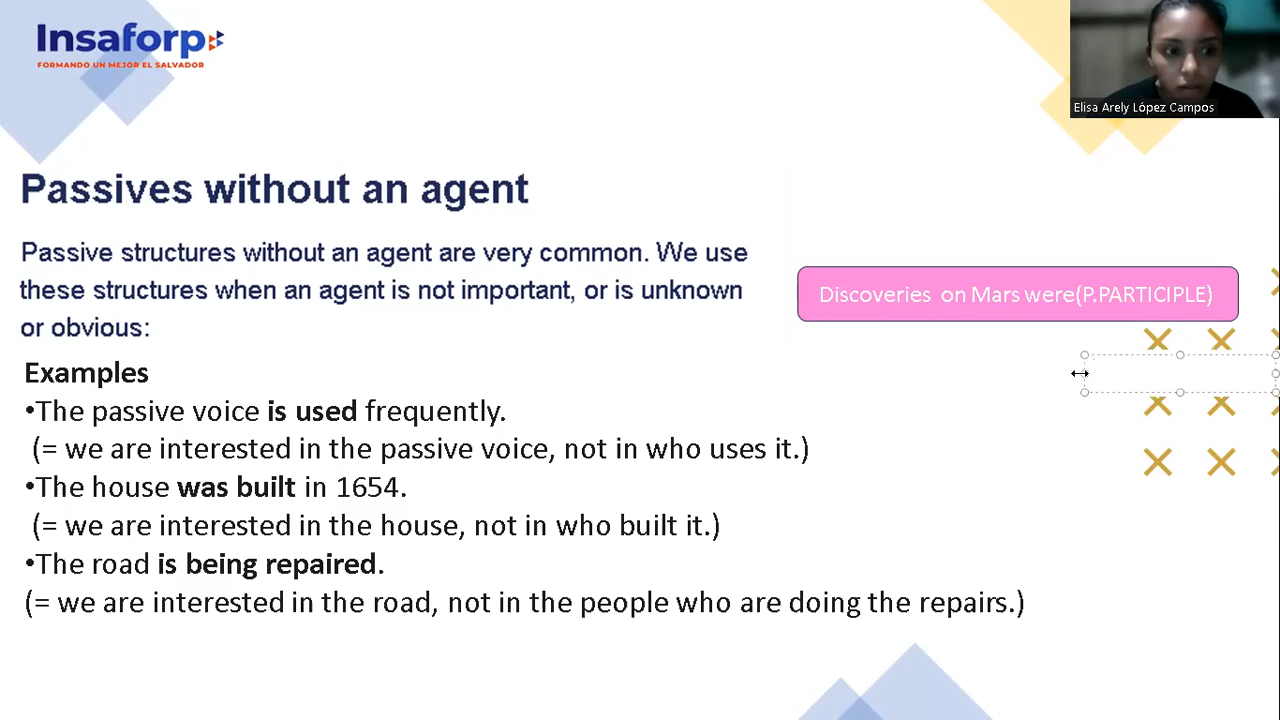 Insaforp
FORMANDO UN MEJOR EL SALVADOR
Elisa Arely López Campos
Passives without an agent
Passive structures without an agent are very common. We use
these structures when an agent is not important, or is unknown
or obvious:
Discoveries on Mars were(P.PARTICIPLE)
Examples
•The passive voice is used frequently.
(= we are interested in the passive voice, not in who uses it.)
•The house was built in 1654.
(= we are interested in the house, not in who built it.)
•The road is being repaired.
(= we are interested in the road, not in the people who are doing the repairs.)